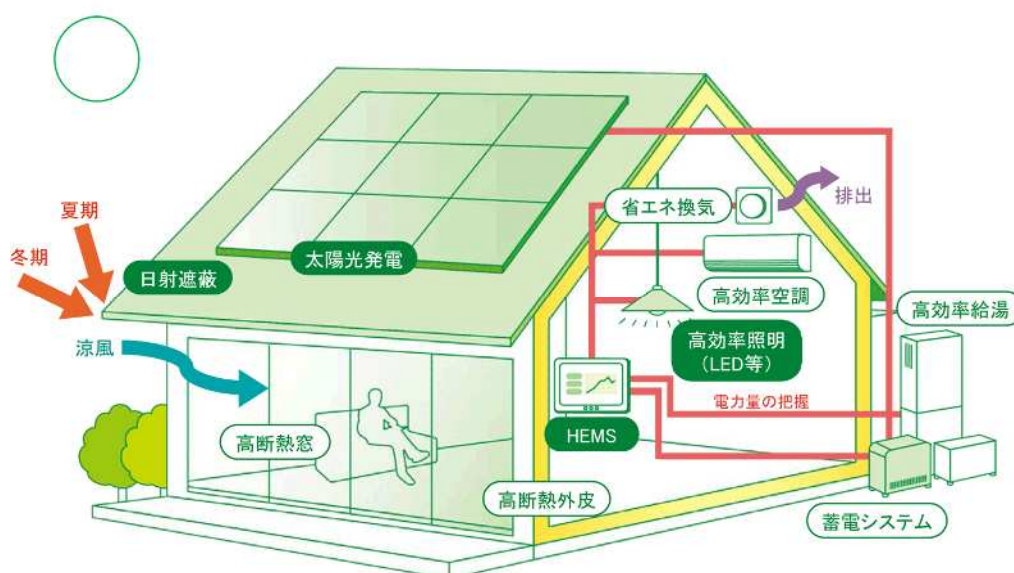 夏期
冬期
日射遮蔽
太陽光発電
省エネ換気
排出
高効率空調
高効率給湯
涼風
高効率照明
（LED等）
電力量の把握
HEMS
高断熱窓
高断熱外皮
蓄電システム